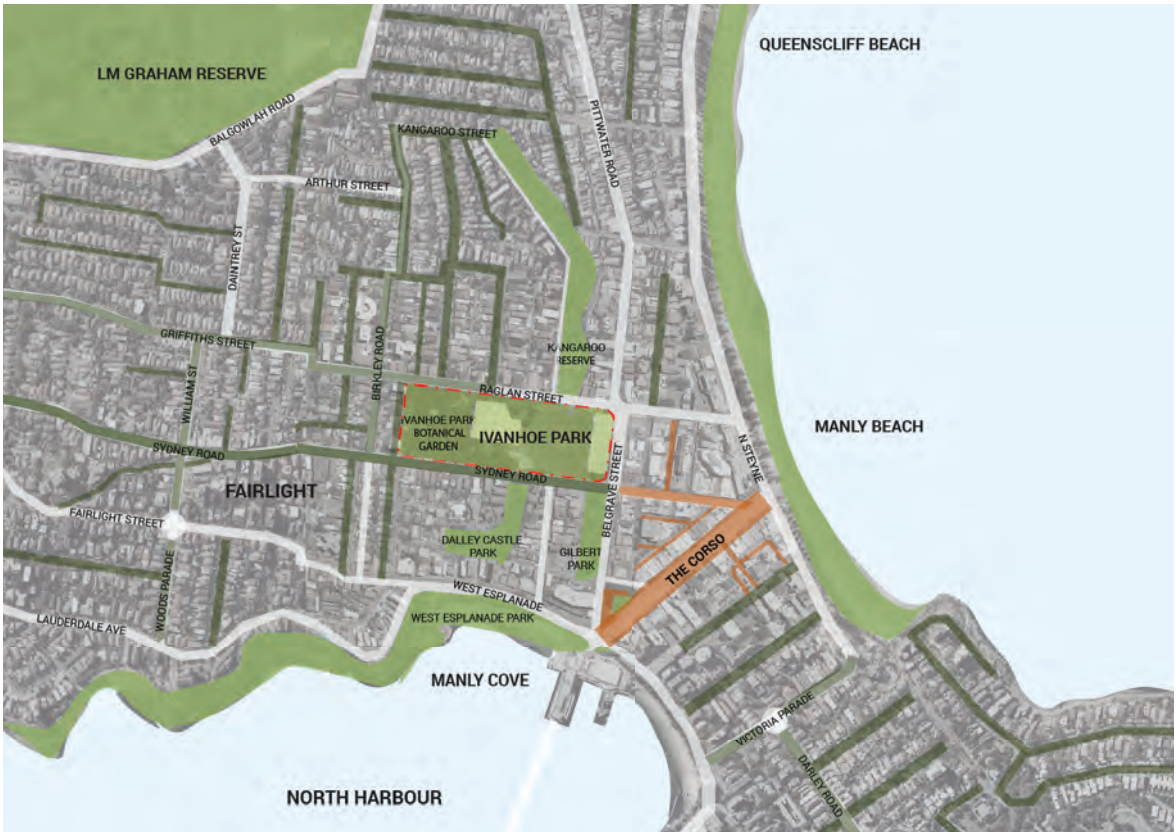 QUEENSCLIFF BEACH
LM GRAHAM RESERVE
BALGOWLAH ROAD
PITTWATER ROAD
KANGAROO STREET
ARTHUR STREET
DAINTREY ST
GRIFFITHS STREET
KANGAROO
RESERVE
WILLIAM ST
BIRKLEY ROAD
RAGLAN STREET
IVANHOE PARK
BOTANICAL
GARDEN
IVANHOE PARK
MANLY BEACH
N STEYNE
SYDNEY ROAD
SYDNEY ROAD
BELGRAVE STREET
FAIRLIGHT
FAIRLIGHT STREET
DALLEY CASTLE
PARK
GILBERT
PARK
THE CORSO
WOODS PARADE
WEST ESPLANADE
WEST ESPLANADE PARK
LAUDERDALE AVE
MANLY COVE
VICTORIA PARADE
DARLEY ROAD
NORTH HARBOUR